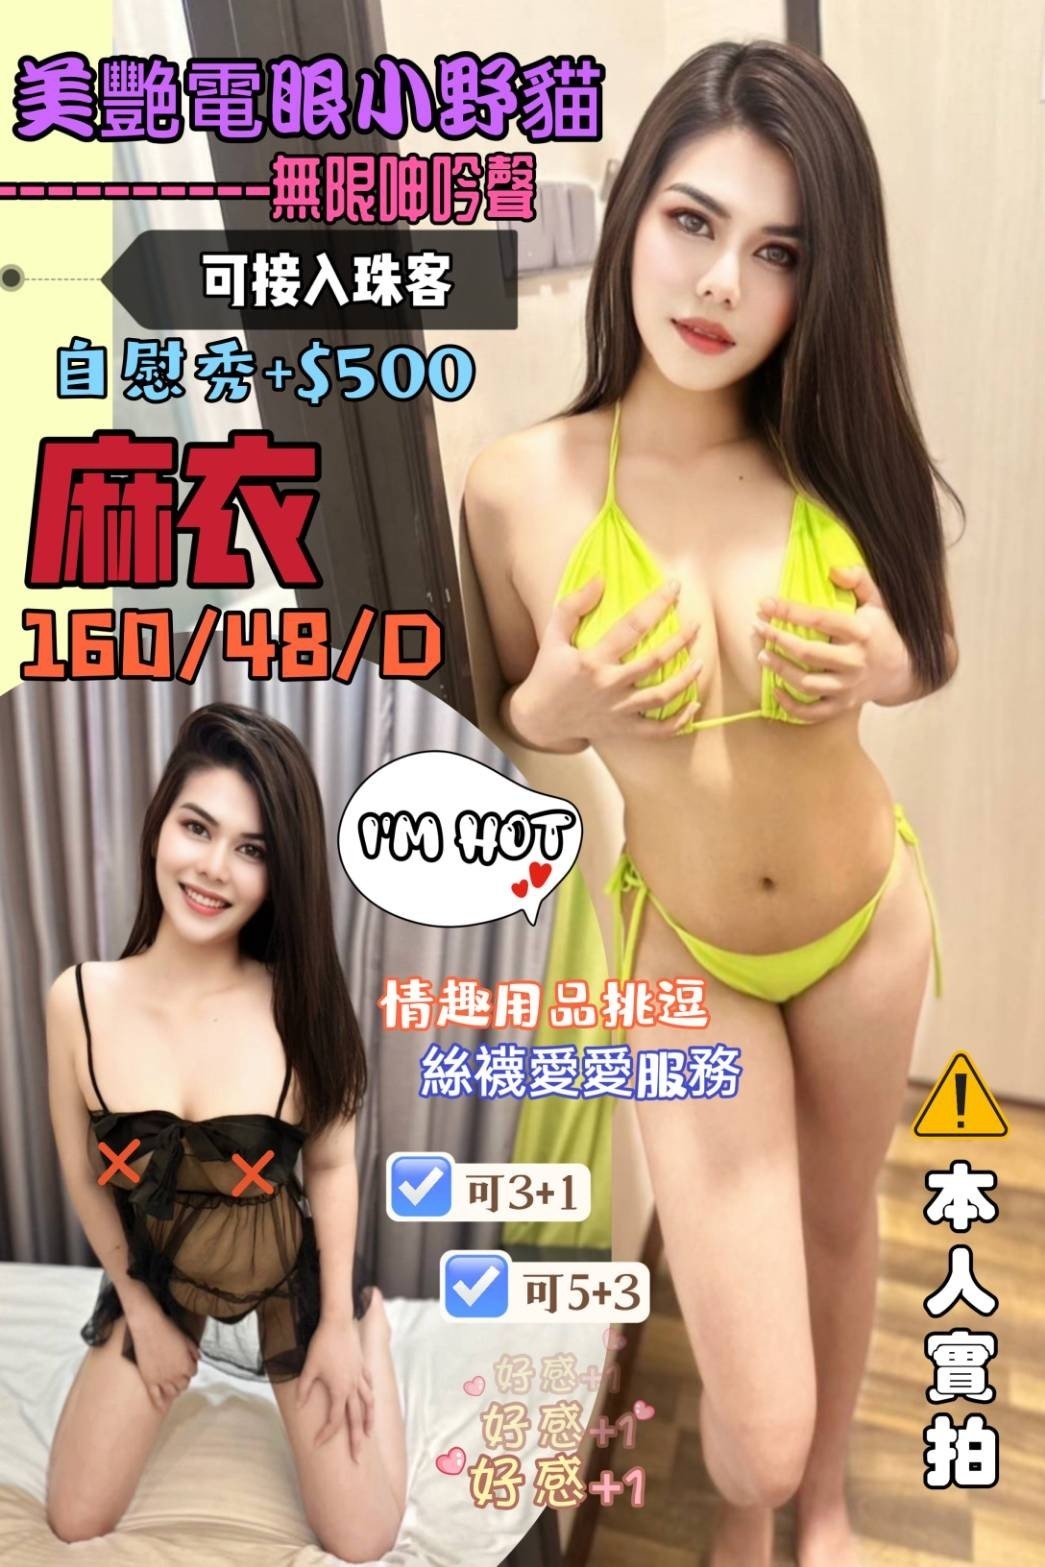 美艷電眼小野貓
----------無限呻吟聲
可接入珠客
自慰秀+$500
麻衣
160/48/D
I'M HOT
情趣用品挑逗
絲襪愛愛服務
可3+1
可5+3
好感+1
好感+1
好感+1
本人實拍